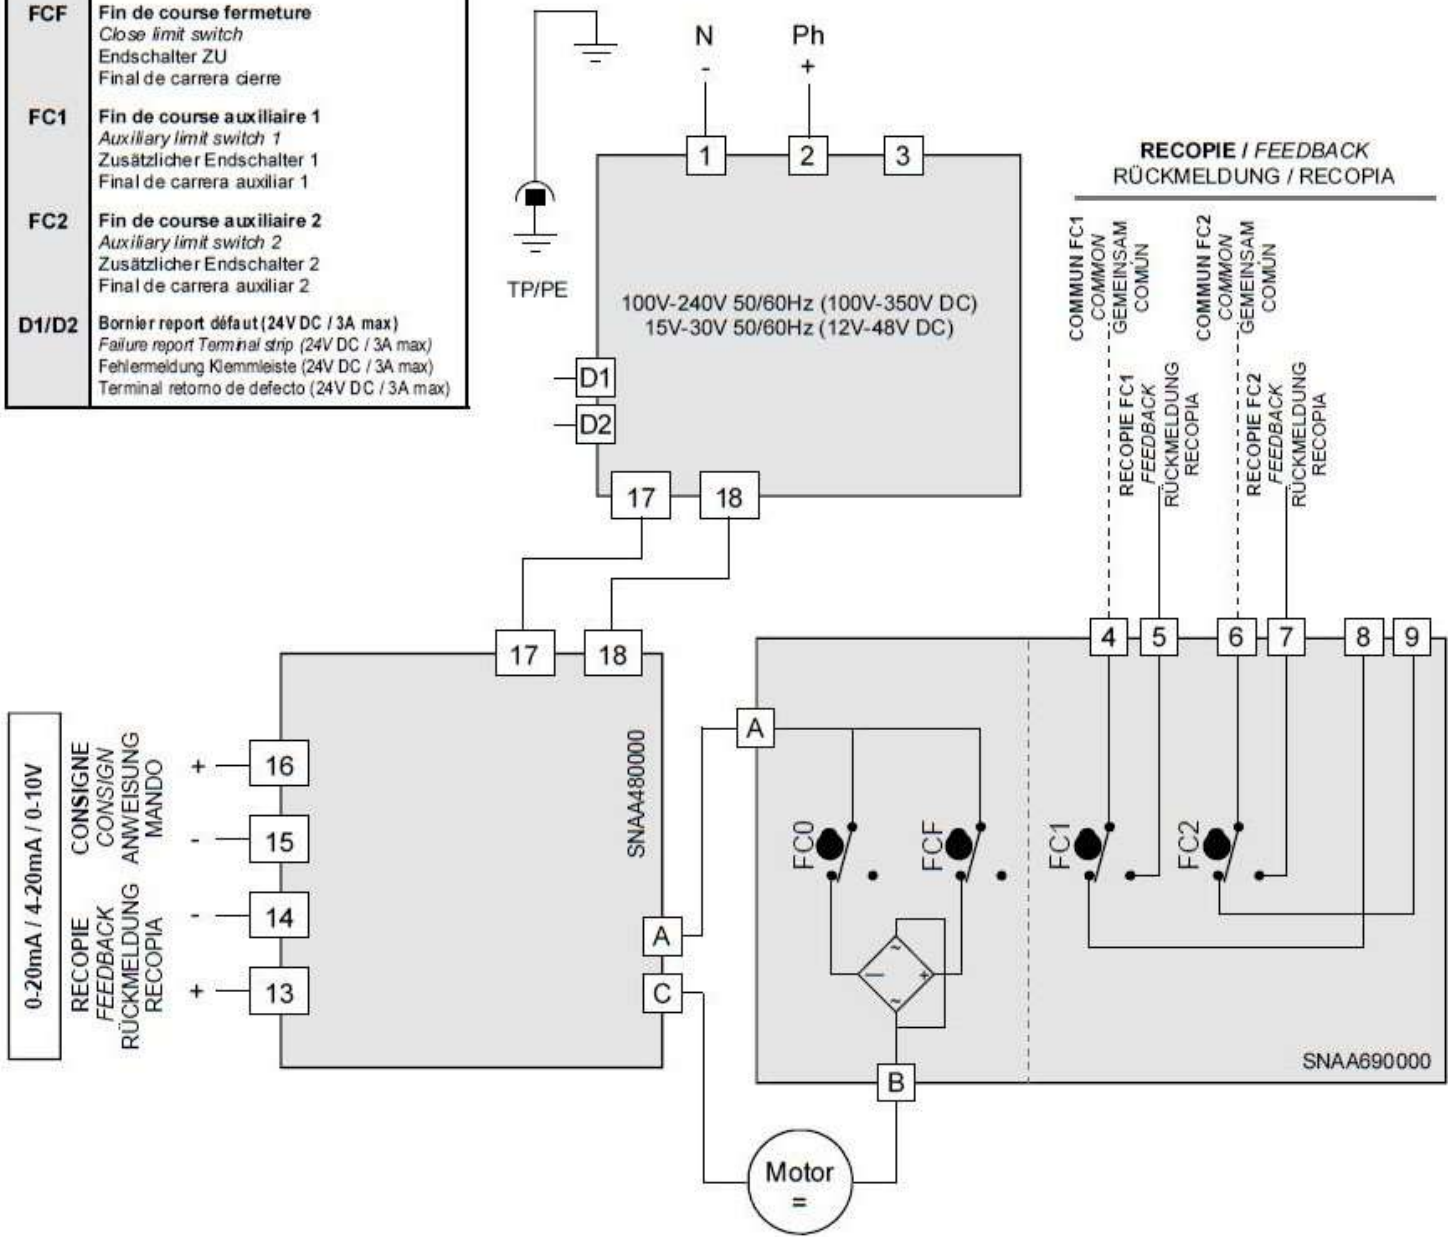 FCF
Fin de course fermeture
Close limit switch
Endschalter ZU
Final de carrera cierre
FC1
Fin de course auxiliaire 1
Auxiliary limit switch 1
Zusätzlicher Endschalter 1
Final de carrera auxiliar 1
FC2
Fin de course auxiliaire 2
Auxiliary limit switch 2
Zusätzlicher Endschalter 2
Final de carrera auxiliar 2
D1/D2
Bornier report défaut (24V DC / 3A max)
Failure report Terminal strip (24V DC / 3A max)
Fehlermeldung Klemmleiste (24V DC / 3A max)
Terminal retorno de defecto (24V DC / 3A max)
TP/PE
N
-
Ph
+
1
2
3
100V-240V 50/60Hz (100V-350V DC)
15V-30V 50/60Hz (12V-48V DC)
D1
D2
17
18
RECOPIE / FEEDBACK
RÜCKMELDUNG / RECOPIA
COMMUN FC1
COMMON
GEMEINSAM
COMÚN
RECOPIE FC1
FEEDBACK
RÜCKMELDUNG
RECOPIA
COMMUN FC2
COMMON
GEMEINSAM
COMÚN
RECOPIE FC2
FEEDBACK
RÜCKMELDUNG
RECOPIA
17
18
SNAA480000
0-20mA / 4-20mA / 0-10V
CONSIGNE
CONSIGN
ANWEISUNG
MANDO
RECOPIE
FEEDBACK
RÜCKMELDUNG
RECOPIA
+
16
-
15
-
14
+
13
A
C
4
5
6
7
8
9
A
FC0
FCF
FC1
FC2
~
—
+
~
B
SNAA690000
Motor
=